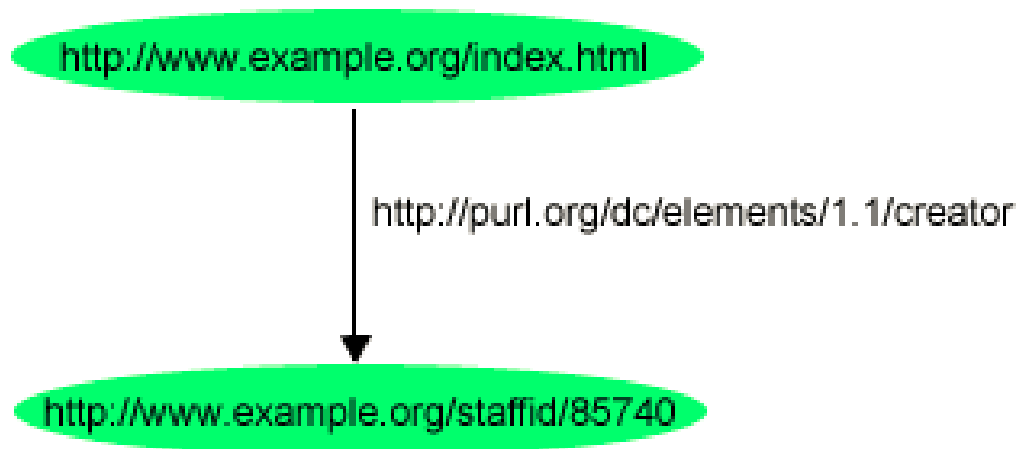 http://www.example.org/index.html
http://purl.org/dc/elements/1.1/creator
http://www.example.org/staffid/85740